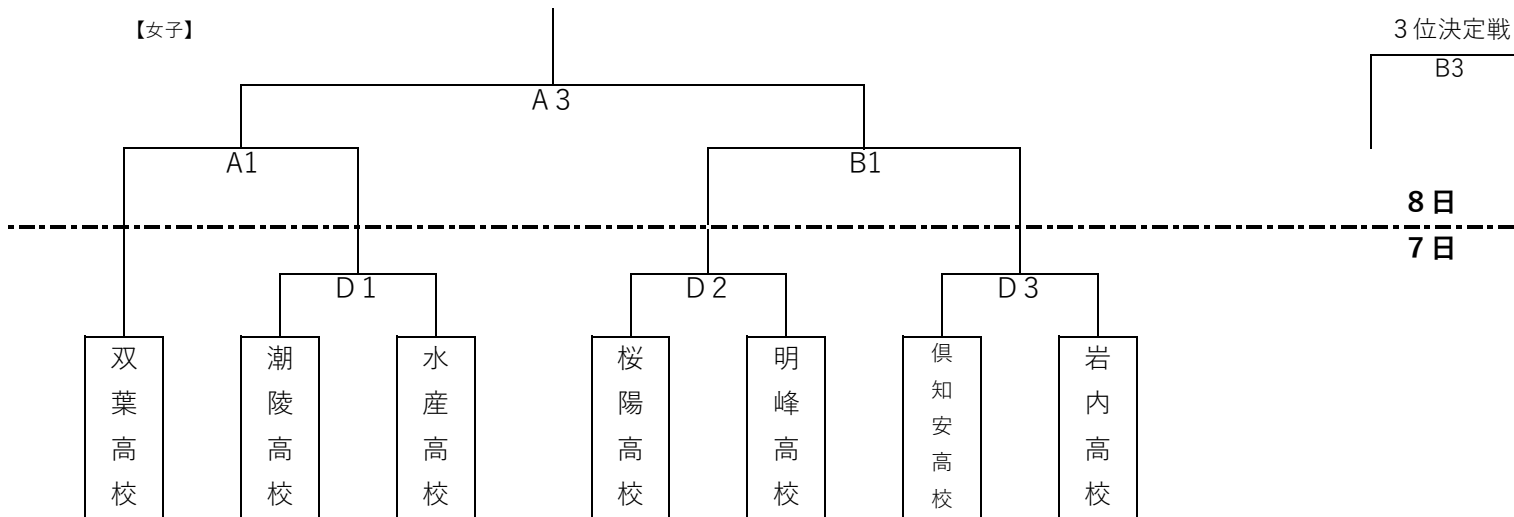 【女子】
３位決定戦
B3
A３
A1
B1
８日
７日
D１
D２
D３
双葉高校
潮陵高校
水産高校
桜陽高校
明峰高校
倶知安高校
岩内高校